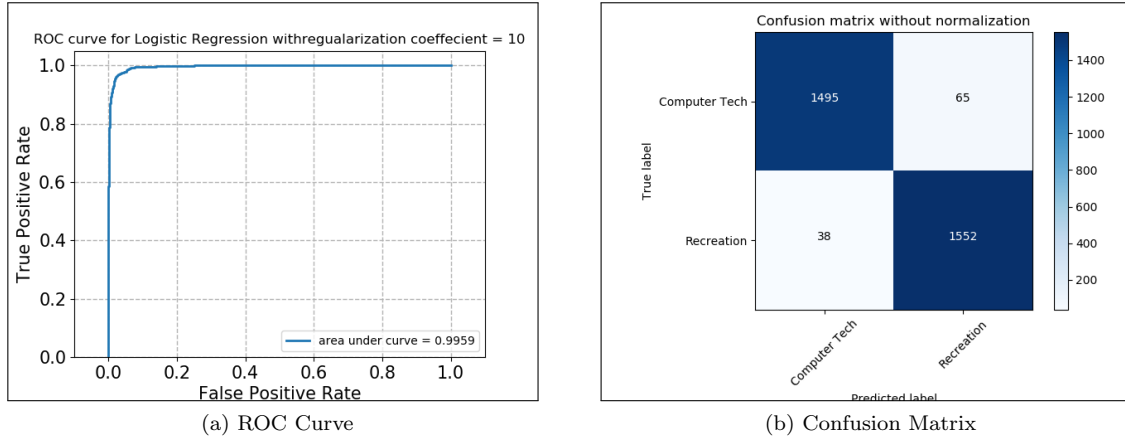 ROC curve for Logistic Regression withregualarization coeffecient = 10
1.0
0.8
0.6
0.4
0.2
0.0
True Positive Rate
area under curve = 0.9959
0.0 0.2 0.4 0.6 0.8 1.0
False Positive Rate
(a) ROC Curve
Confusion matrix without normalization
Computer Tech
Recreation
True label
1495 65
38 1552
Computer Tech Recreation
Predicted label
1400
1200
1000
800
600
400
200
(b) Confusion Matrix